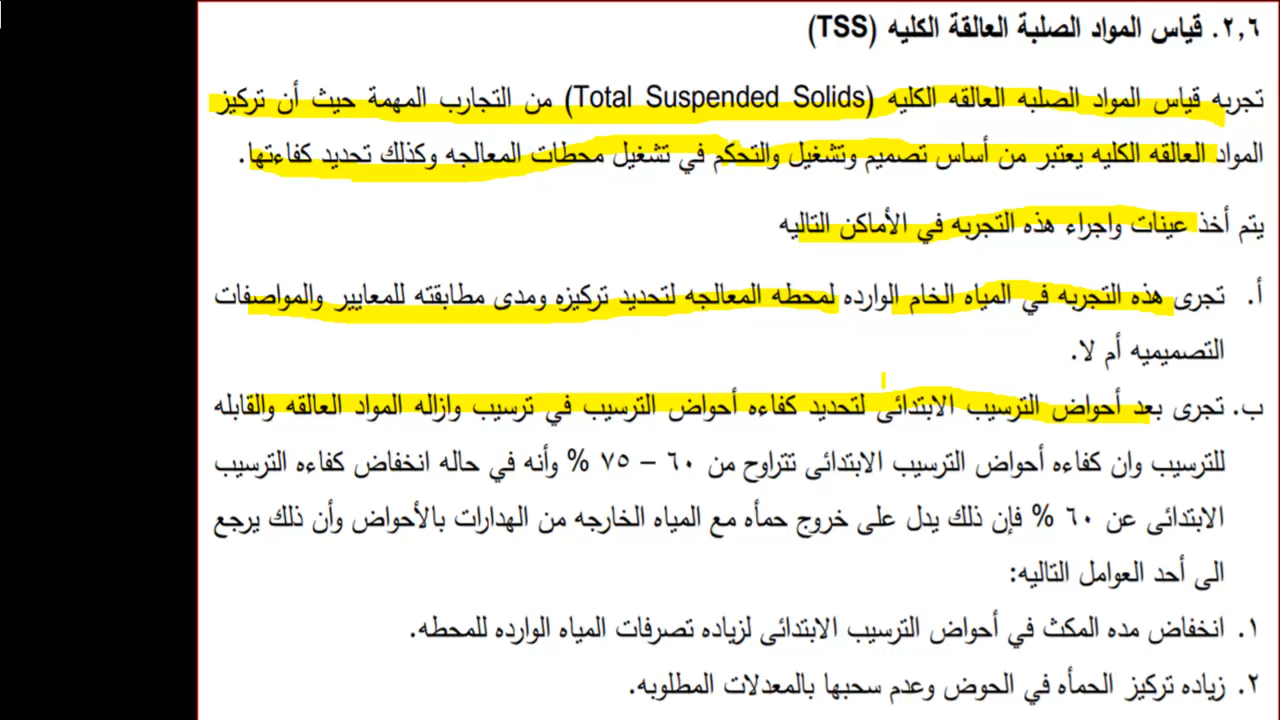 ٢,٦. قياس المواد الصلبة العالقة الكليه (TSS)
تجربه قياس المواد الصلبه العالقه الكليه (Total Suspended Solids) من التجارب المهمة حيث أن تركيز
المواد العالقه الكليه يعتبر من أساس تصميم وتشغيل والتحكم في تشغيل محطات المعالجه وكذلك تحديد كفاءتها.
يتم أخذ عينات واجراء هذه التجربه في الأماكن التاليه
أ. تجرى هذه التجربه في المياه الخام الوارده لمحطه المعالجه لتحديد تركيزه ومدى مطابقته للمعايير والمواصفات
التصميميه أم لا.
ب. تجرى بعد أحواض الترسيب الابتدائى لتحديد كفاءه أحواض الترسيب في ترسيب وازاله المواد العالقه والقابله
للترسيب وان كفاءه أحواض الترسيب الابتدائى تتراوح من ٦٠ – ٧٥ % وأنه في حاله انخفاض كفاءه الترسيب
الابتدائى عن ٦٠ % فإن ذلك يدل على خروج حمأه مع المياه الخارجه من الهدارات بالأحواض وأن ذلك يرجع
الى أحد العوامل التاليه:
١. انخفاض مده المكث في أحواض الترسيب الابتدائى لزياده تصرفات المياه الوارده للمحطه.
٢. زياده تركيز الحمأه في الحوض وعدم سحبها بالمعدلات المطلوبه.